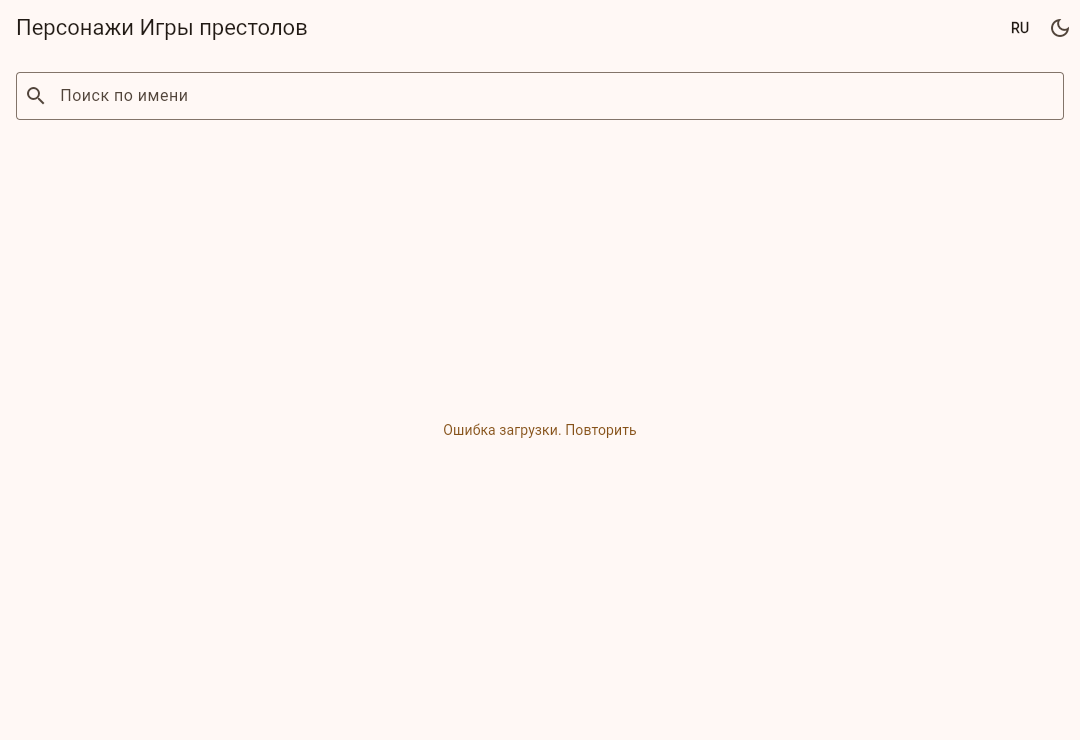 Персонажи Игры престолов
RU
Поиск по имени
Ошибка загрузки. Повторить